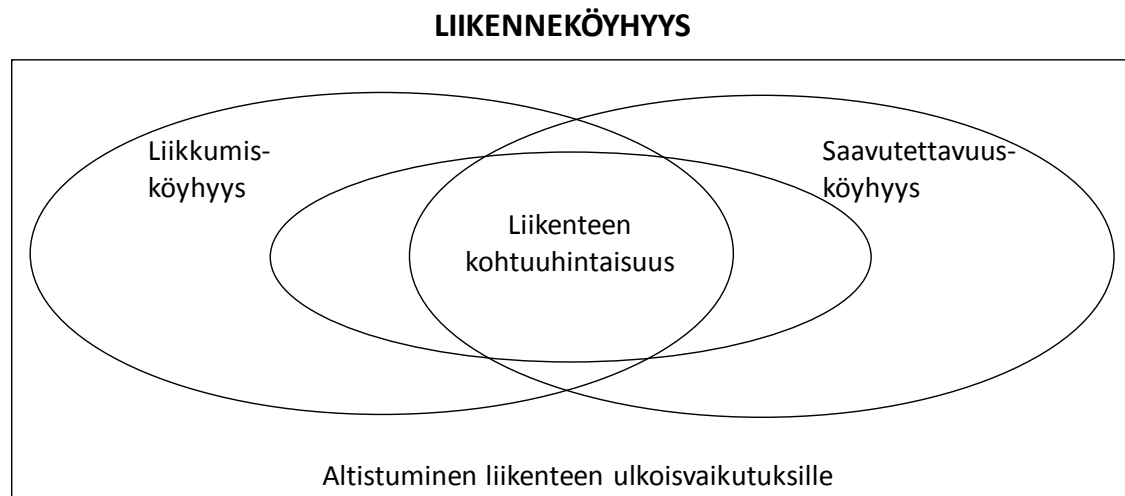 LIIKENNEKÖYHYYS
Liikkumis-
köyhyys
Saavutettavuus-
köyhyys
Liikenteen
kohtuuhintaisuus
Altistuminen liikenteen ulkoisvaikutuksille